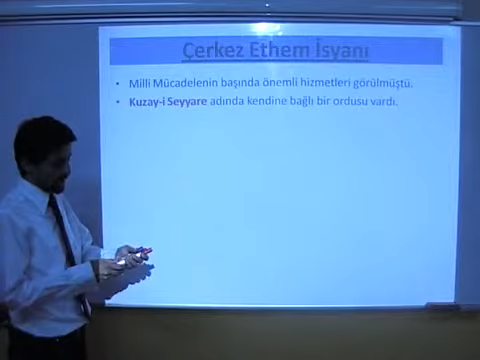 Çerkez Ethem İsyanı
Milli Mücadelenin başında önemli hizmetleri görülmüştü.
Kuzay-i Seyyare adında kendine bağlı bir ordusu vardı.